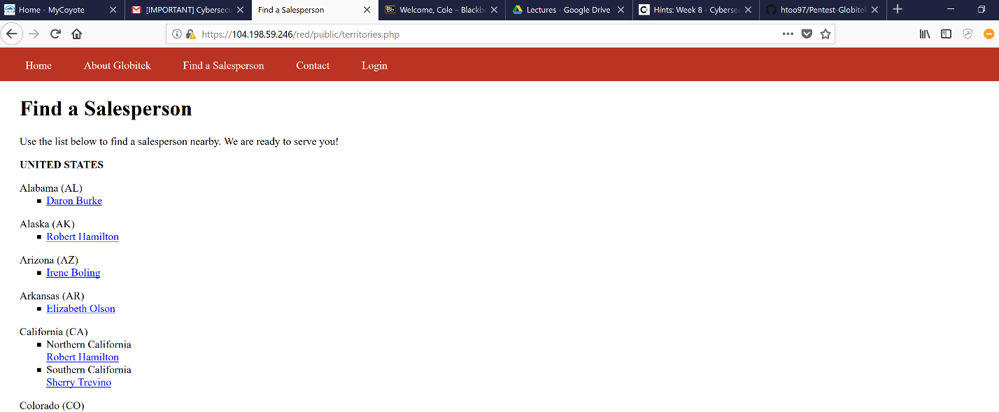 Home - MyCoyote
[IMPORTANT] Cybersecu
Find a Salesperson
Bb Welcome, Cole – Blackbo
Lectures - Google Drive
Hints: Week 8 - Cybersec
htoo97/Pentest-Globitek
https://104.198.59.246/red/public/territories.php
Home About Globitek Find a Salesperson Contact Login
Find a Salesperson
Use the list below to find a salesperson nearby. We are ready to serve you!
UNITED STATES
Alabama (AL)
Daron Burke
Alaska (AK)
Robert Hamilton
Arizona (AZ)
Irene Boling
Arkansas (AR)
Elizabeth Olson
California (CA)
Northern California
Robert Hamilton
Southern California
Sherry Trevino
Colorado (CO)